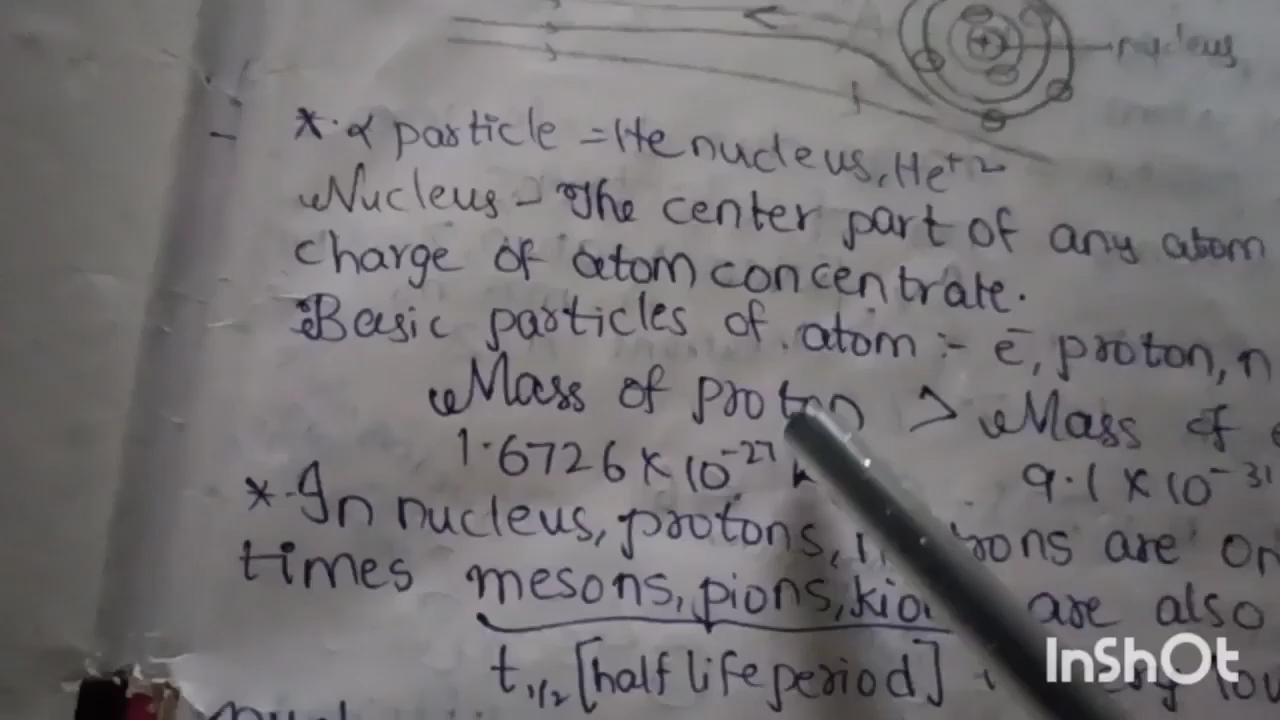 nucleus
*. α particle = He nucleus, He+2
Nucleus - The center part of any atom
charge of atom concentrate.
Basic particles of atom :- e̅, proton, n
Mass of proton > Mass of
1.6726 x 10-27 9.1 x 10-31
*. In nucleus, protons, are
times mesons, pions, are also
t1/2 [half life period]
InShOt